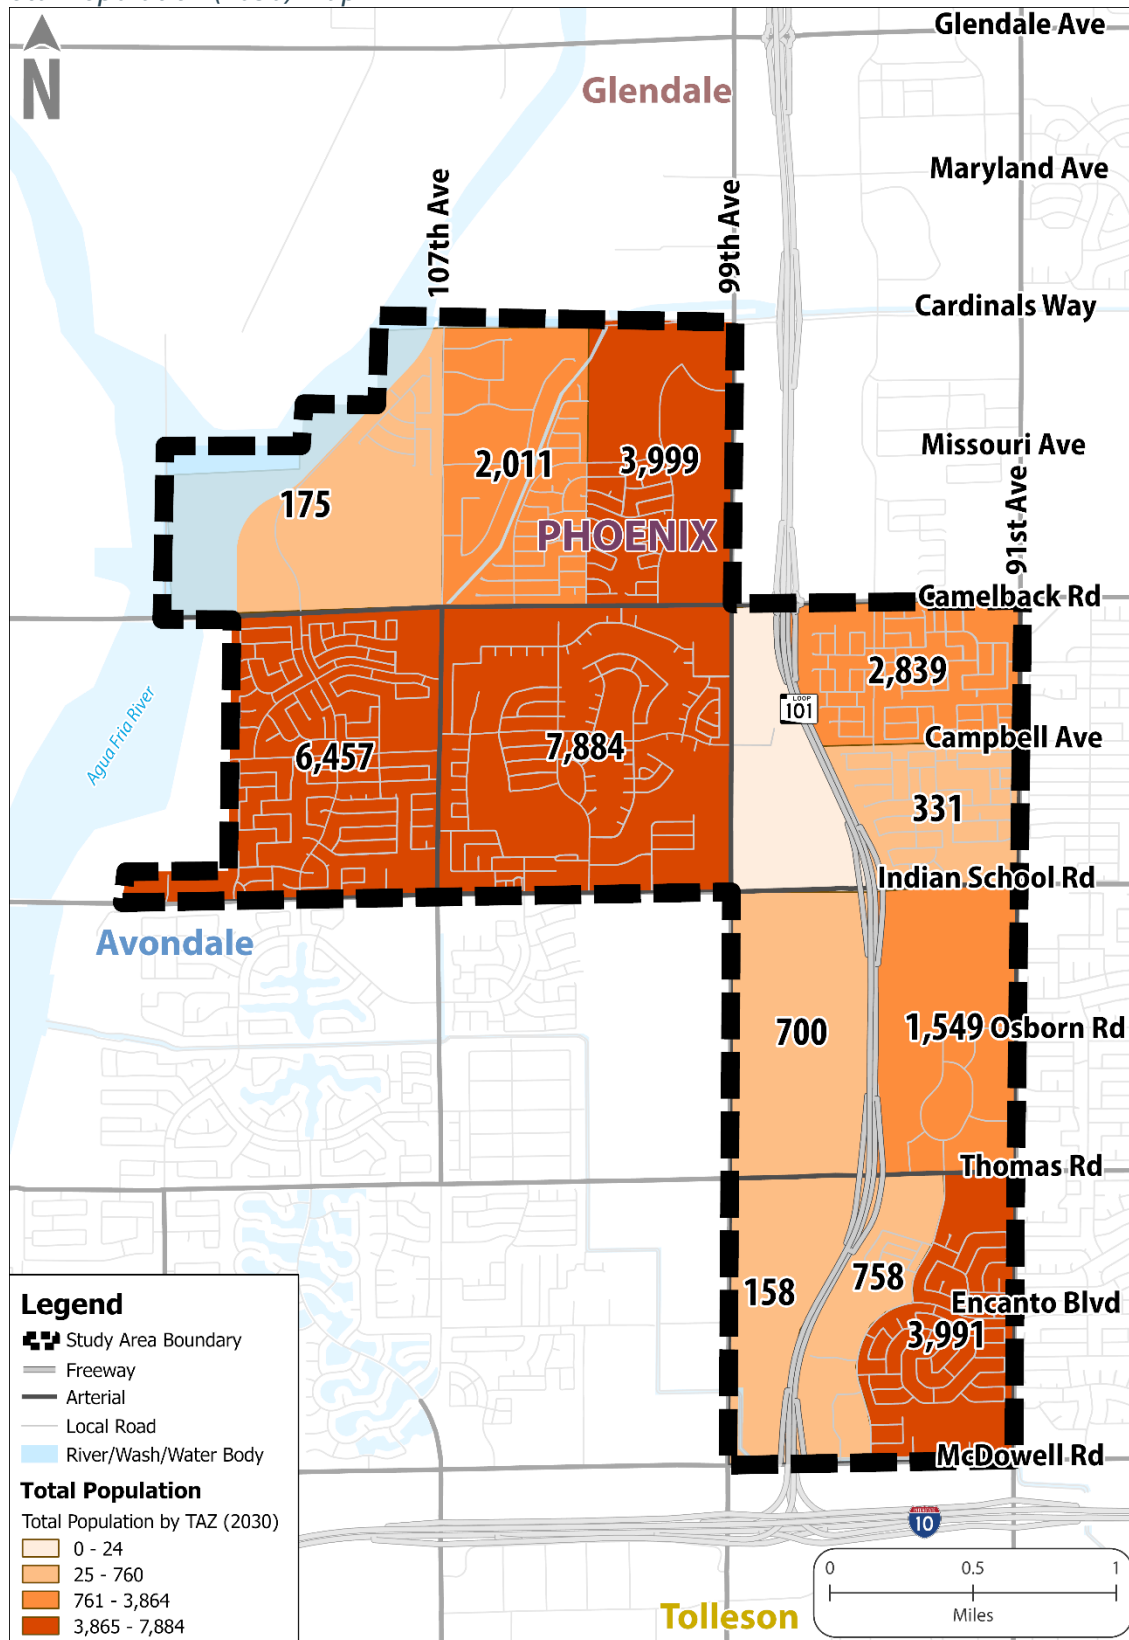 Glendale Ave
N
Glendale
Maryland Ave
107th Ave
99th Ave
Cardinals Way
Missouri Ave
2,011
3,999
175
91st Ave
PHOENIX
Camelback Rd
2,839
LOOP
101
Agua Fria River
Campbell Ave
6,457
7,884
331
Indian School Rd
Avondale
700
1,549
Osborn Rd
Thomas Rd
158
758
Encanto Blvd
3,991
McDowell Rd
10
Legend
Study Area Boundary
Freeway
Arterial
Local Road
River/Wash/Water Body
Total Population
Total Population by TAZ (2030)
0 - 24
25 - 760
761 - 3,864
3,865 - 7,884
0 0.5 1
Miles
Tolleson